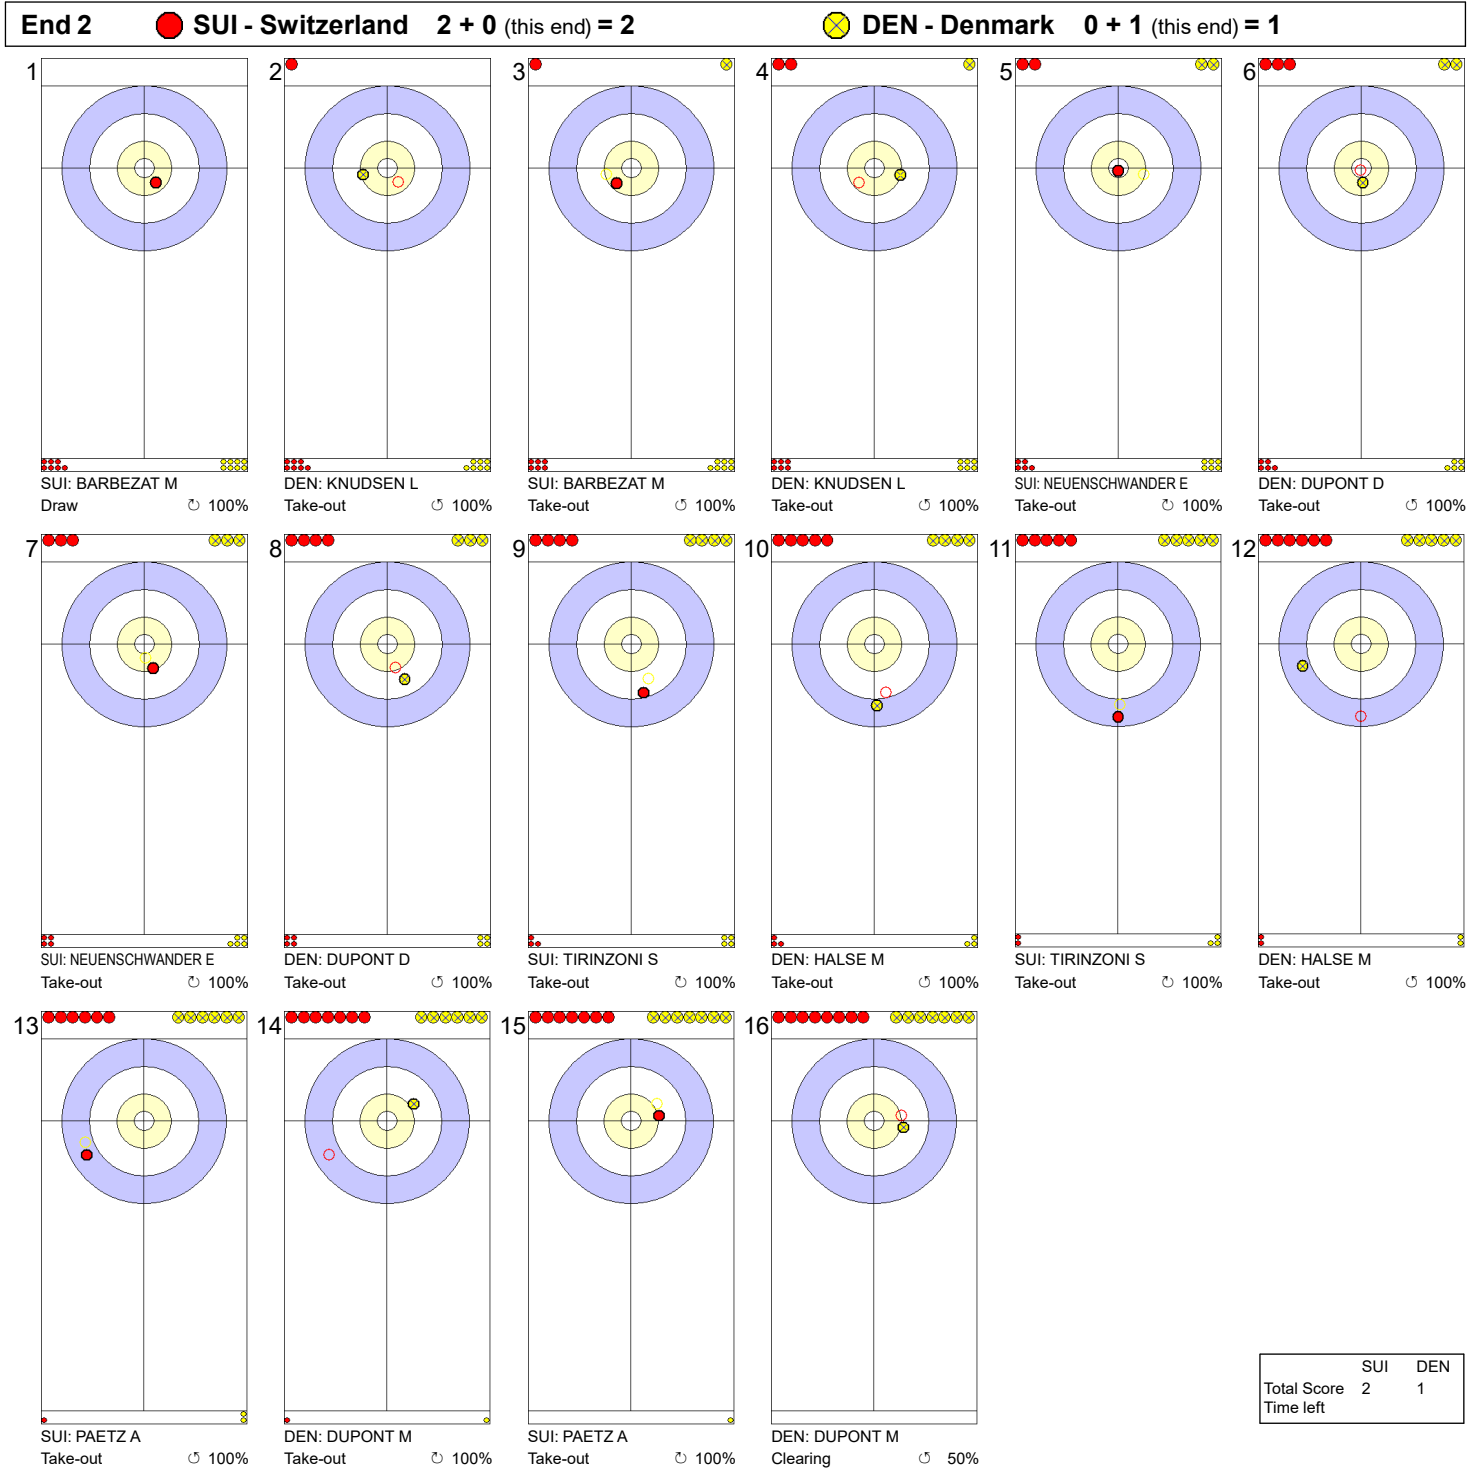 End 2 SUI - Switzerland 2 + 0 (this end) = 2 DEN - Denmark 0 + 1 (this end) = 1
1 2 3 4 5 6
SUI: BARBEZAT M DEN: KNUDSEN L SUI: BARBEZAT M DEN: KNUDSEN L SUI: NEUENSCHWANDER E DEN: DUPONT D
Draw ↻ 100% Take-out ↺ 100% Take-out ↺ 100% Take-out ↺ 100% Take-out ↻ 100% Take-out ↺ 100%
7 8 9 10 11 12
SUI: NEUENSCHWANDER E DEN: DUPONT D SUI: TIRINZONI S DEN: HALSE M SUI: TIRINZONI S DEN: HALSE M
Take-out ↻ 100% Take-out ↻ 100% Take-out ↻ 100% Take-out ↺ 100% Take-out ↺ 100% Take-out ↻ 100%
13 14 15 16
SUI: PAETZ A DEN: DUPONT M SUI: PAETZ A DEN: DUPONT M
Take-out ↺ 100% Take-out ↻ 100% Take-out ↻ 100% Clearing ↺ 50%
SUI DEN
Total Score 2 1
Time left